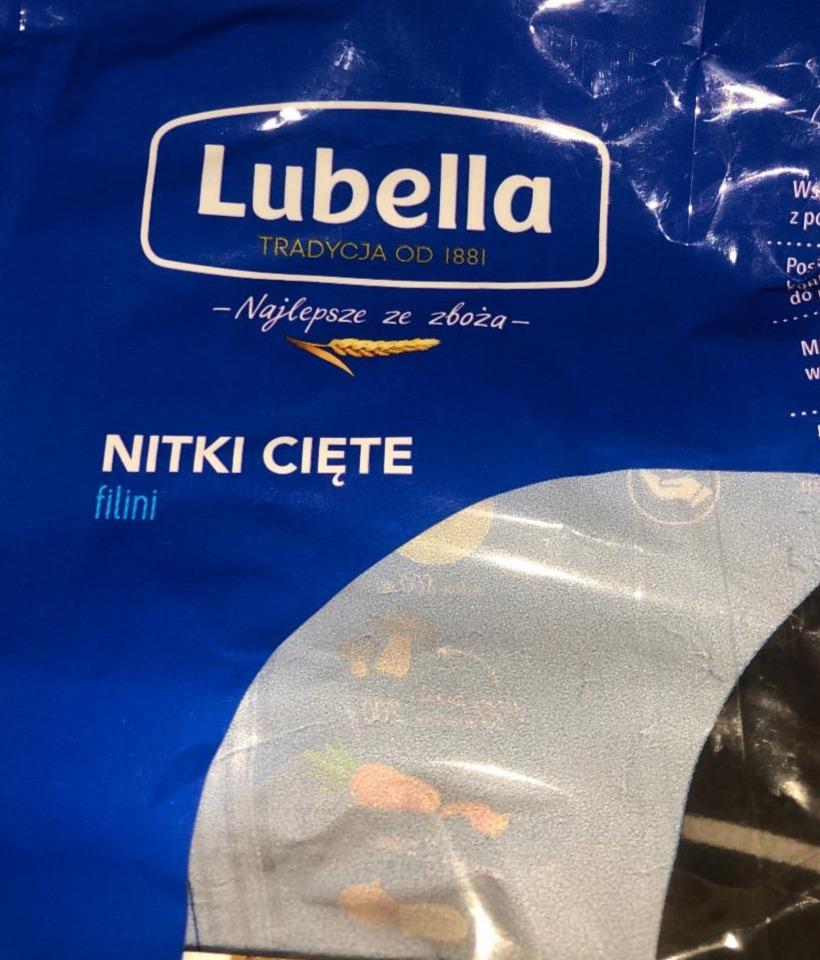 Lubella
TRADYCJA OD 1881
– Najlepsze ze zboża –
NITKI CIĘTE
filini